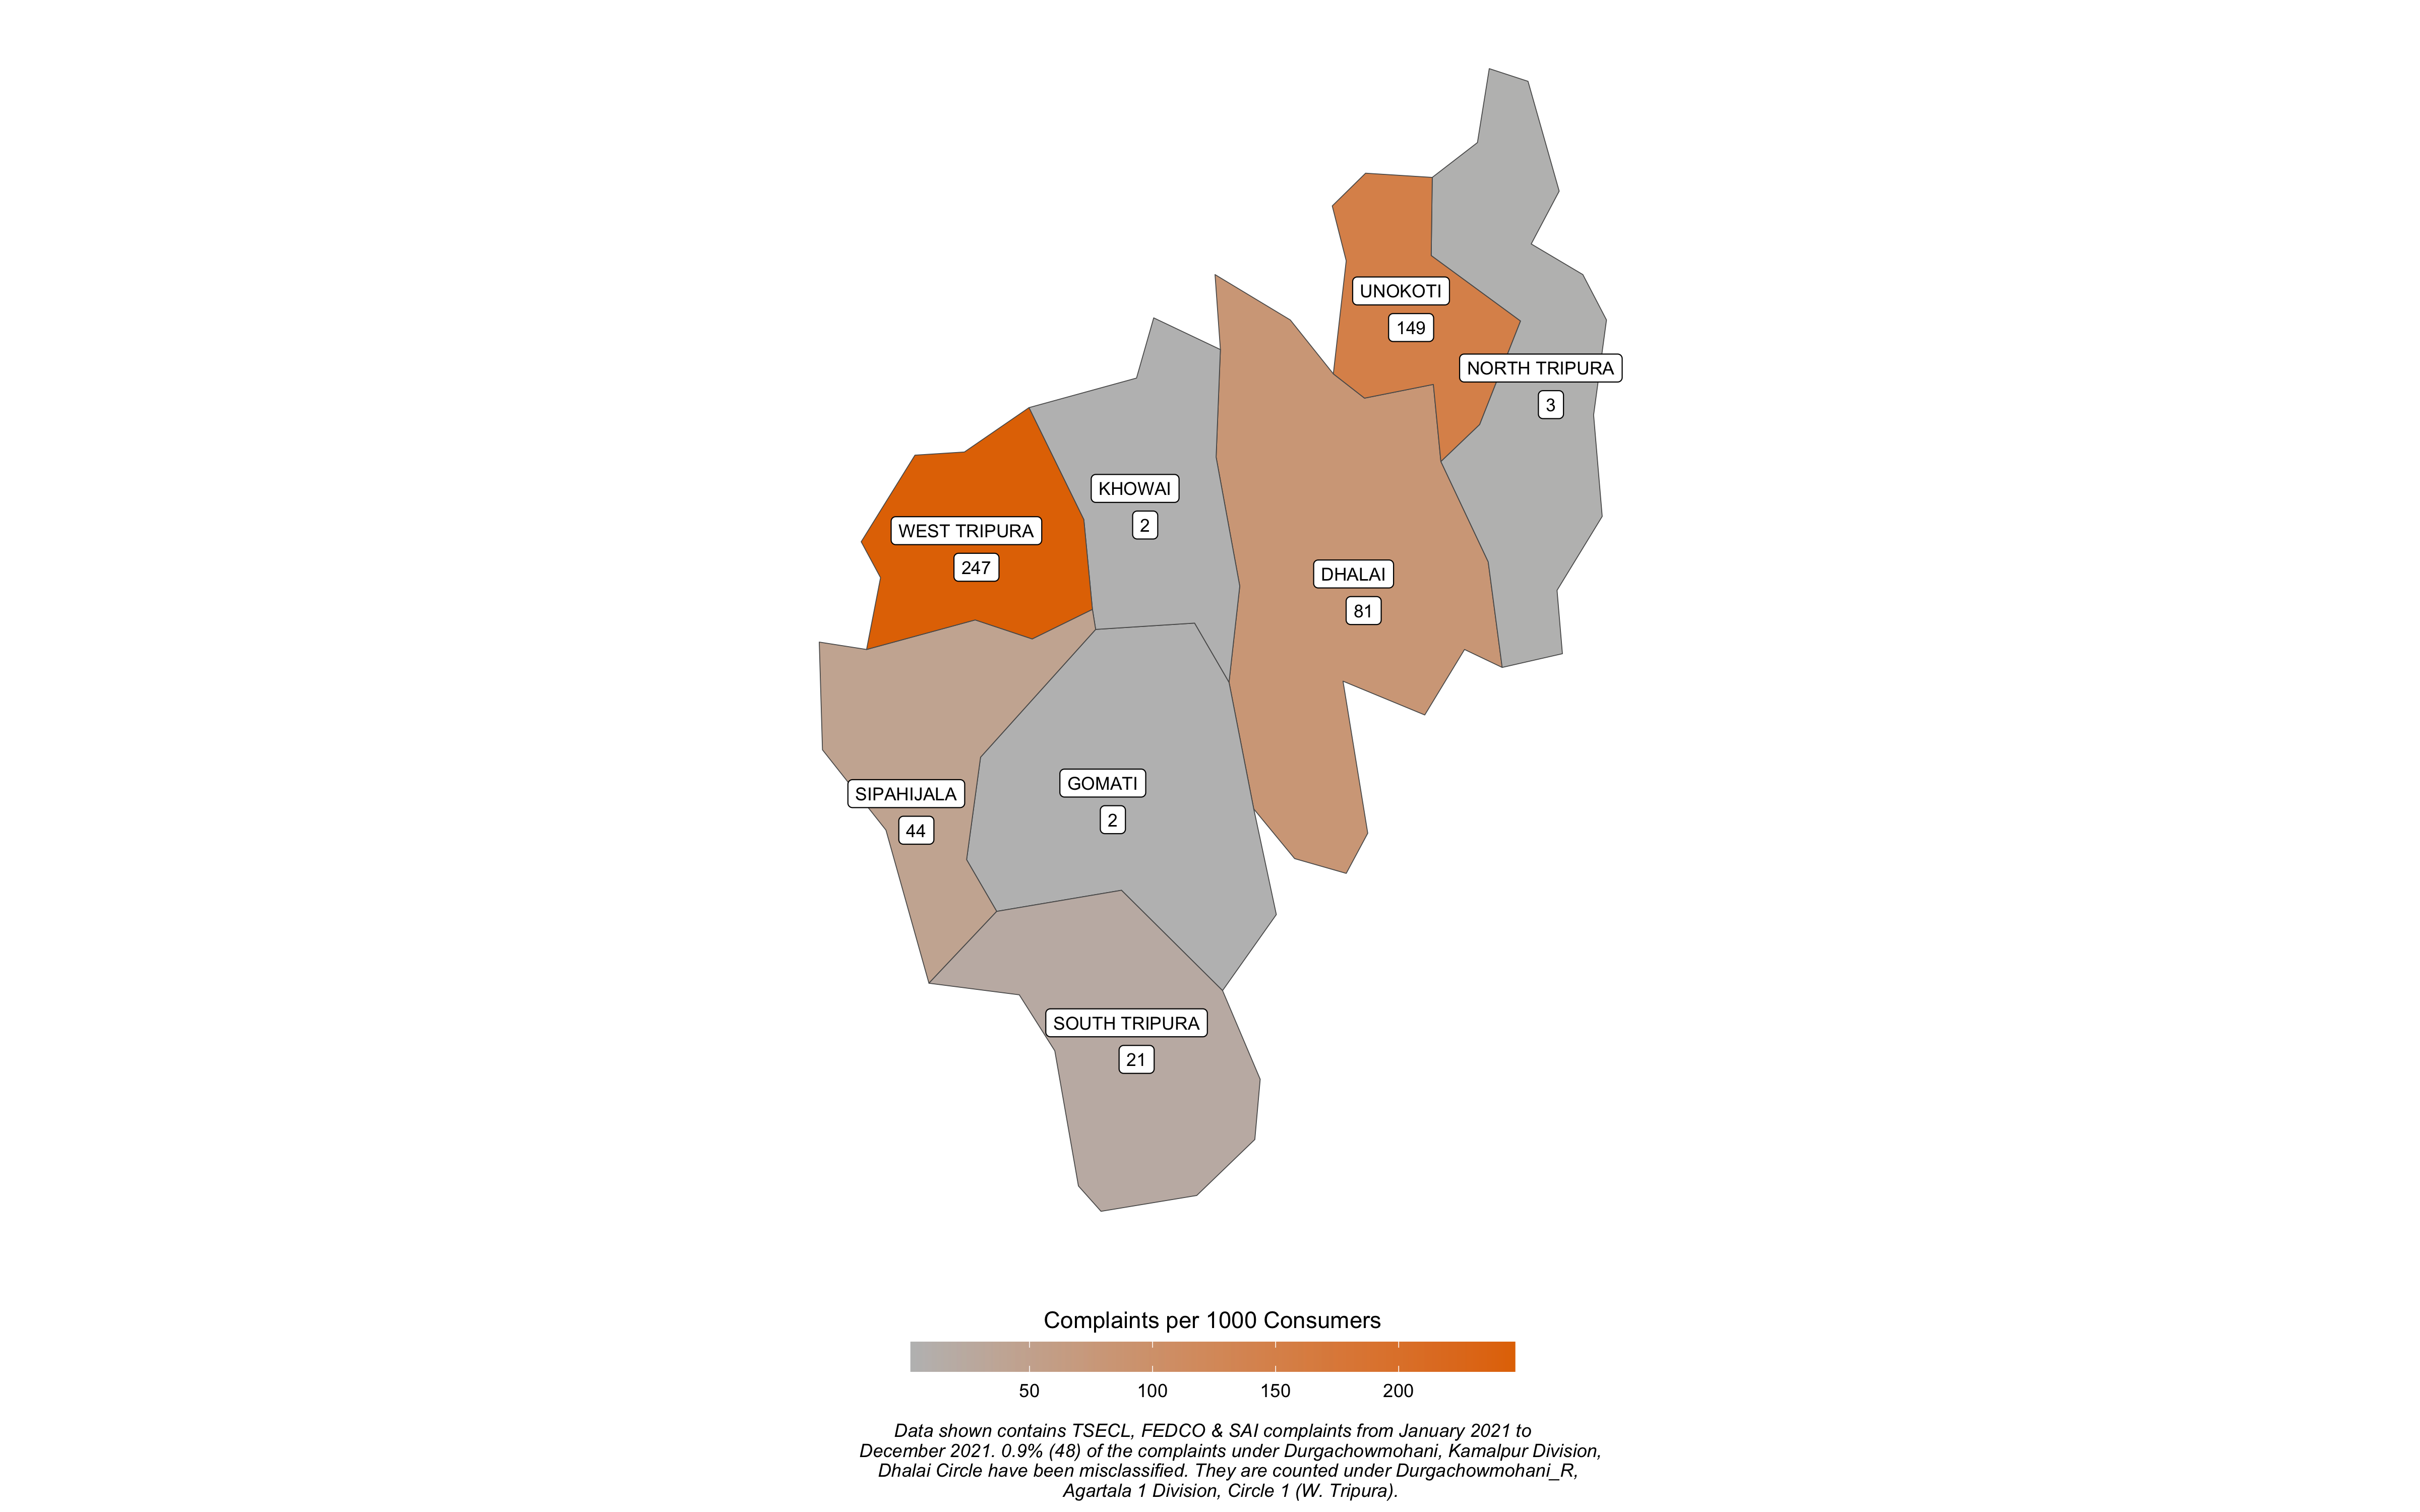 UNOKOTI
149
NORTH TRIPURA
3
KHOWAI
2
WEST TRIPURA
247
DHALAI
81
SIPAHIJALA
44
GOMATI
2
SOUTH TRIPURA
21
Complaints per 1000 Consumers
50 100 150 200
Data shown contains TSECL, FEDCO & SAI complaints from January 2021 to
December 2021. 0.9% (48) of the complaints under Durgachowmohani, Kamalpur Division,
Dhalai Circle have been misclassified. They are counted under Durgachowmohani_R,
Agartala 1 Division, Circle 1 (W. Tripura).